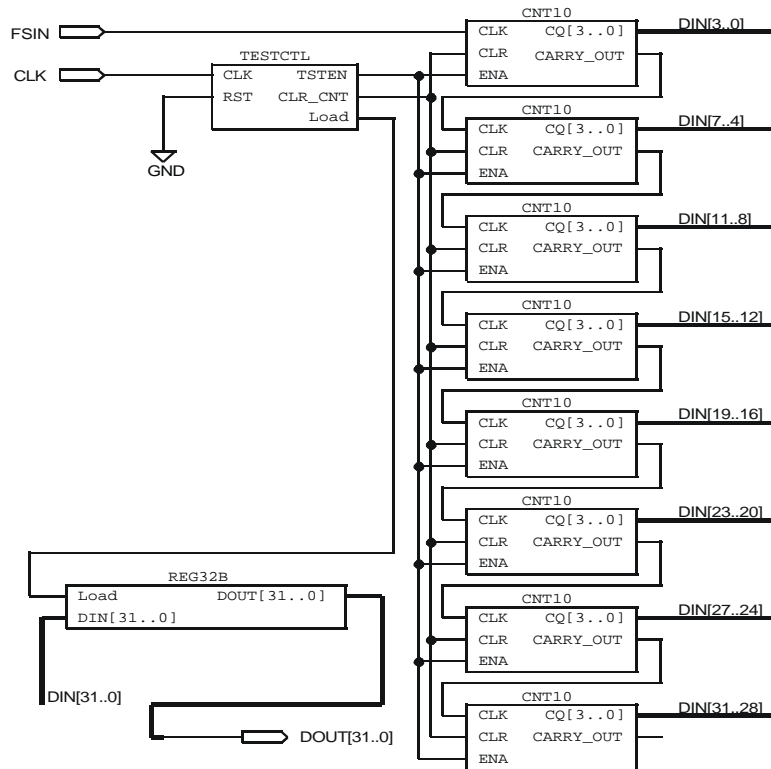 FSIN
CLK
GND
TESTCTL
CLK TSTEN
RST CLR_CNT
Load
CNT10
CLK CQ[3..0]
CLR CARRY_OUT
ENA
DIN[3..0]
CNT10
CLK CQ[3..0]
CLR CARRY_OUT
ENA
DIN[7..4]
CNT10
CLK CQ[3..0]
CLR CARRY_OUT
ENA
DIN[11..8]
CNT10
CLK CQ[3..0]
CLR CARRY_OUT
ENA
DIN[15..12]
CNT10
CLK CQ[3..0]
CLR CARRY_OUT
ENA
DIN[19..16]
CNT10
CLK CQ[3..0]
CLR CARRY_OUT
ENA
DIN[23..20]
CNT10
CLK CQ[3..0]
CLR CARRY_OUT
ENA
DIN[27..24]
CNT10
CLK CQ[3..0]
CLR CARRY_OUT
ENA
DIN[31..28]
REG32B
Load DOUT[31..0]
DIN[31..0]
DIN[31..0]
DOUT[31..0]